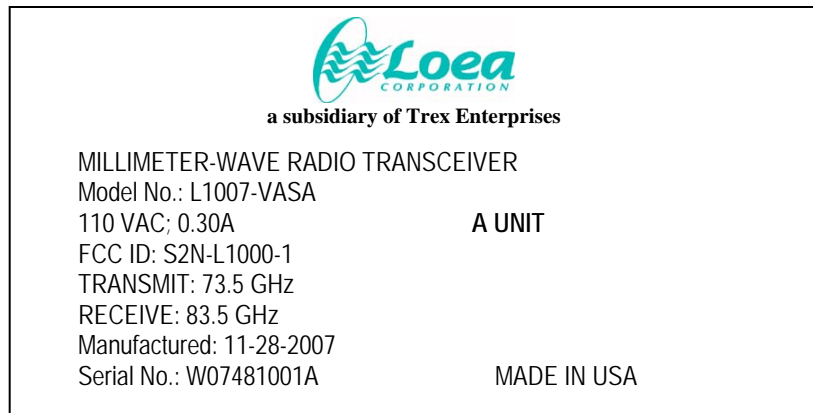 Loea
CORPORATION
a subsidiary of Trex Enterprises
MILLIMETER-WAVE RADIO TRANSCEIVER
Model No.: L1007-VASA
110 VAC; 0.30A A UNIT
FCC ID: S2N-L1000-1
TRANSMIT: 73.5 GHz
RECEIVE: 83.5 GHz
Manufactured: 11-28-2007
Serial No.: W07481001A MADE IN USA